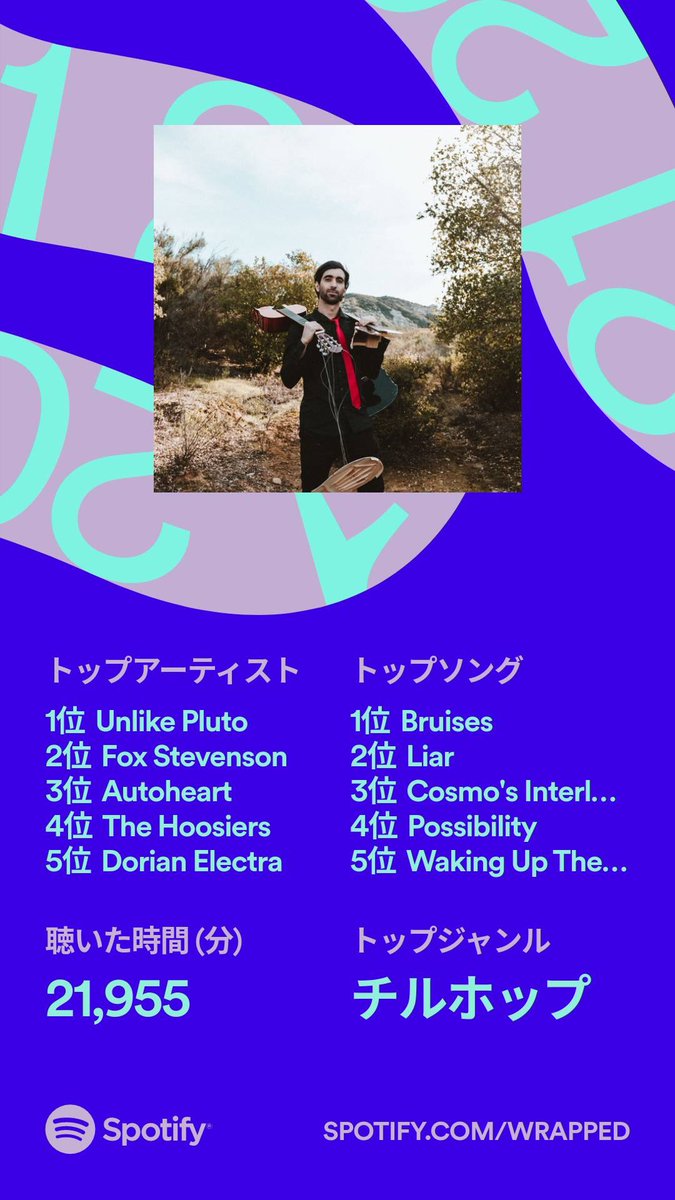 トップアーティスト
1位 Unlike Pluto
2位 Fox Stevenson
3位 Autoheart
4位 The Hoosiers
5位 Dorian Electra
トップソング
1位 Bruises
2位 Liar
3位 Cosmo's Interl...
4位 Possibility
5位 Waking Up The...
聴いた時間 (分)
21,955
トップジャンル
チルホップ
Spotify®
SPOTIFY.COM/WRAPPED